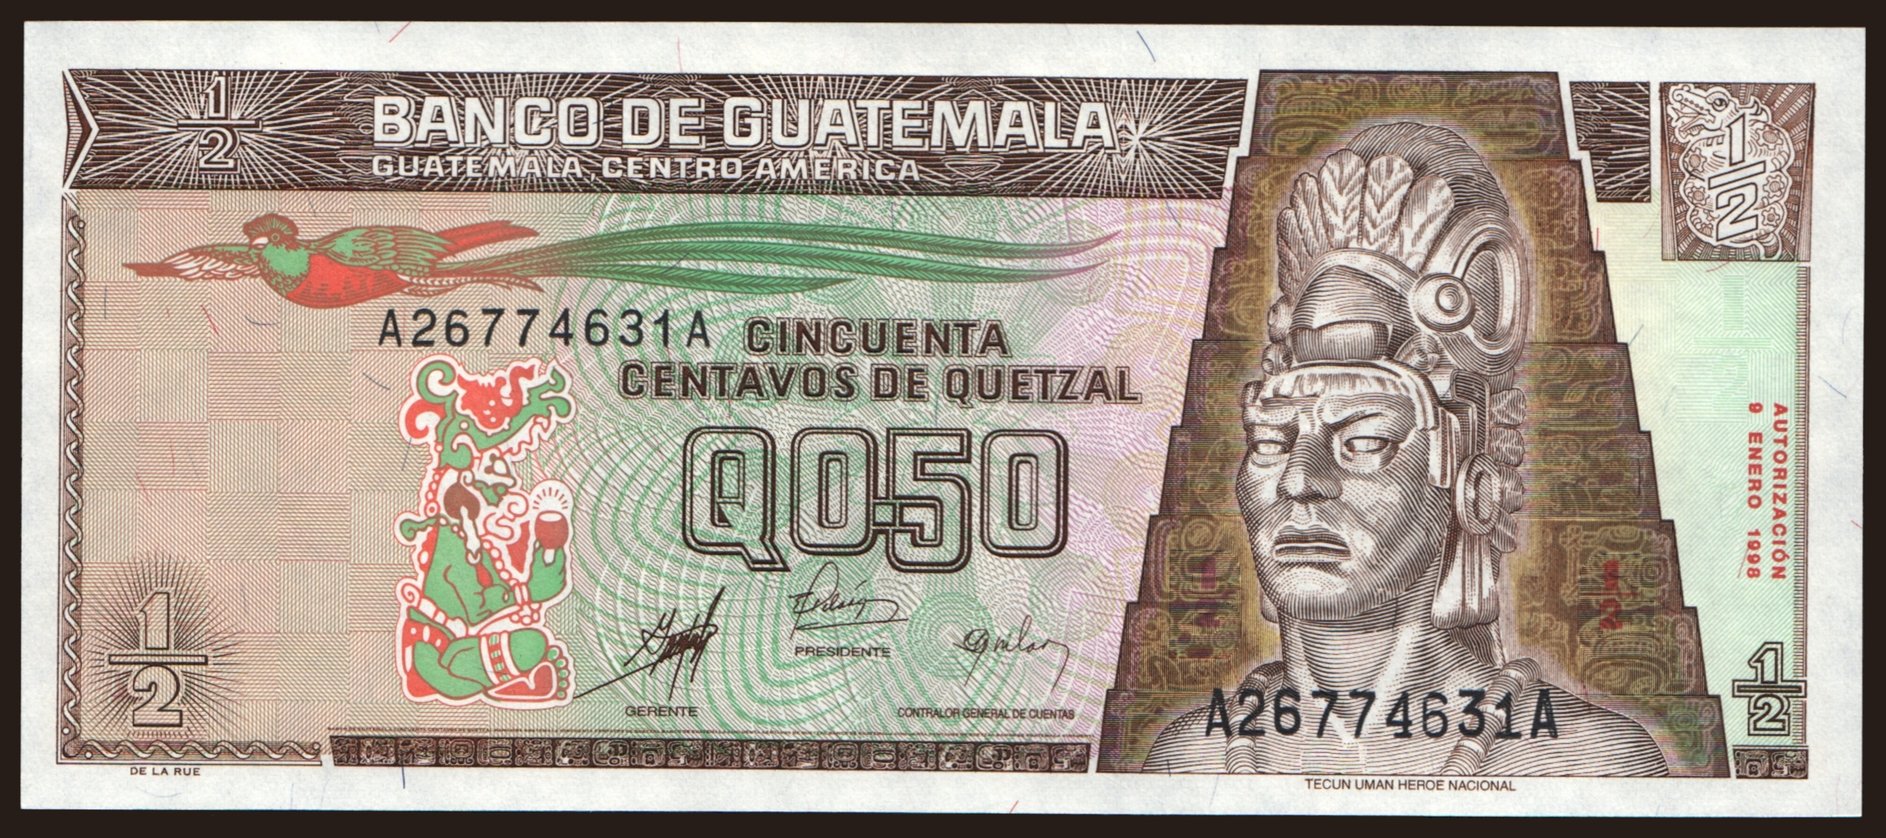 1/2
BANCO DE GUATEMALA
GUATEMALA, CENTRO AMERICA
1/2
A26774631A
CINCUENTA
CENTAVOS DE QUETZAL
Q0.50
AUTORIZACIÓN
9 ENERO 1998
1/2
GERENTE
PRESIDENTE
CONTRALOR GENERAL DE CUENTAS
A26774631A
1/2
DE LA RUE
TECUN UMAN HEROE NACIONAL